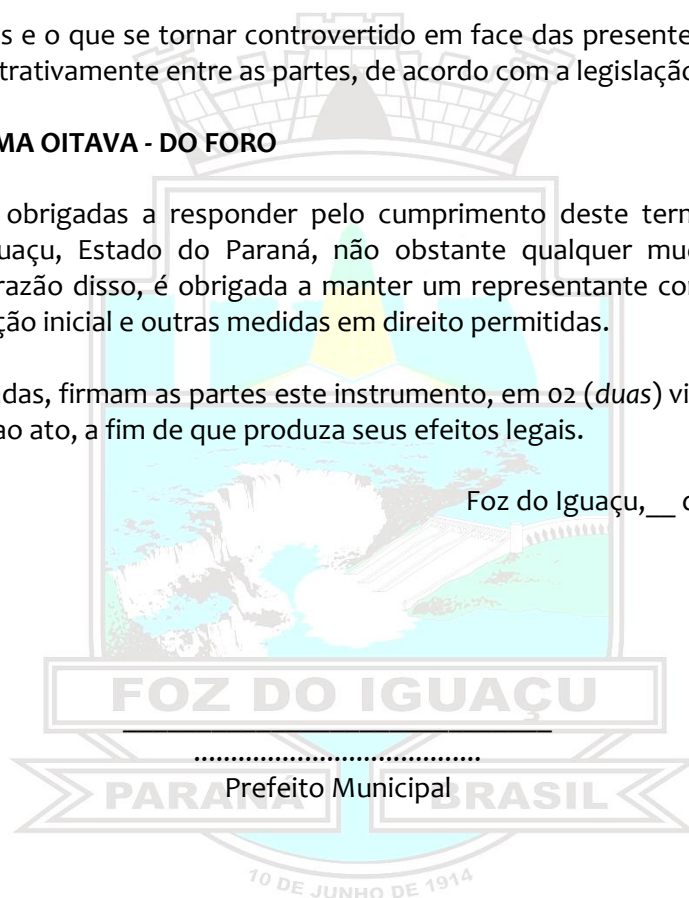 s e o que se tornar controvertido em face das presente
trativamente entre as partes, de acordo com a legislação
MA OITAVA - DO FORO
obrigadas a responder pelo cumprimento deste tern
uaçu, Estado do Paraná, não obstante qualquer mud
razão disso, é obrigada a manter um representante con
ção inicial e outras medidas em direito permitidas.
das, firmam as partes este instrumento, em 02 (duas) vi
ao ato, a fim de que produza seus efeitos legais.
Foz do Iguaçu,__ d
FOZ DO IGUAÇU
.......................................
Prefeito Municipal
PARANÁ BRASIL
10 DE JUNHO DE 1914